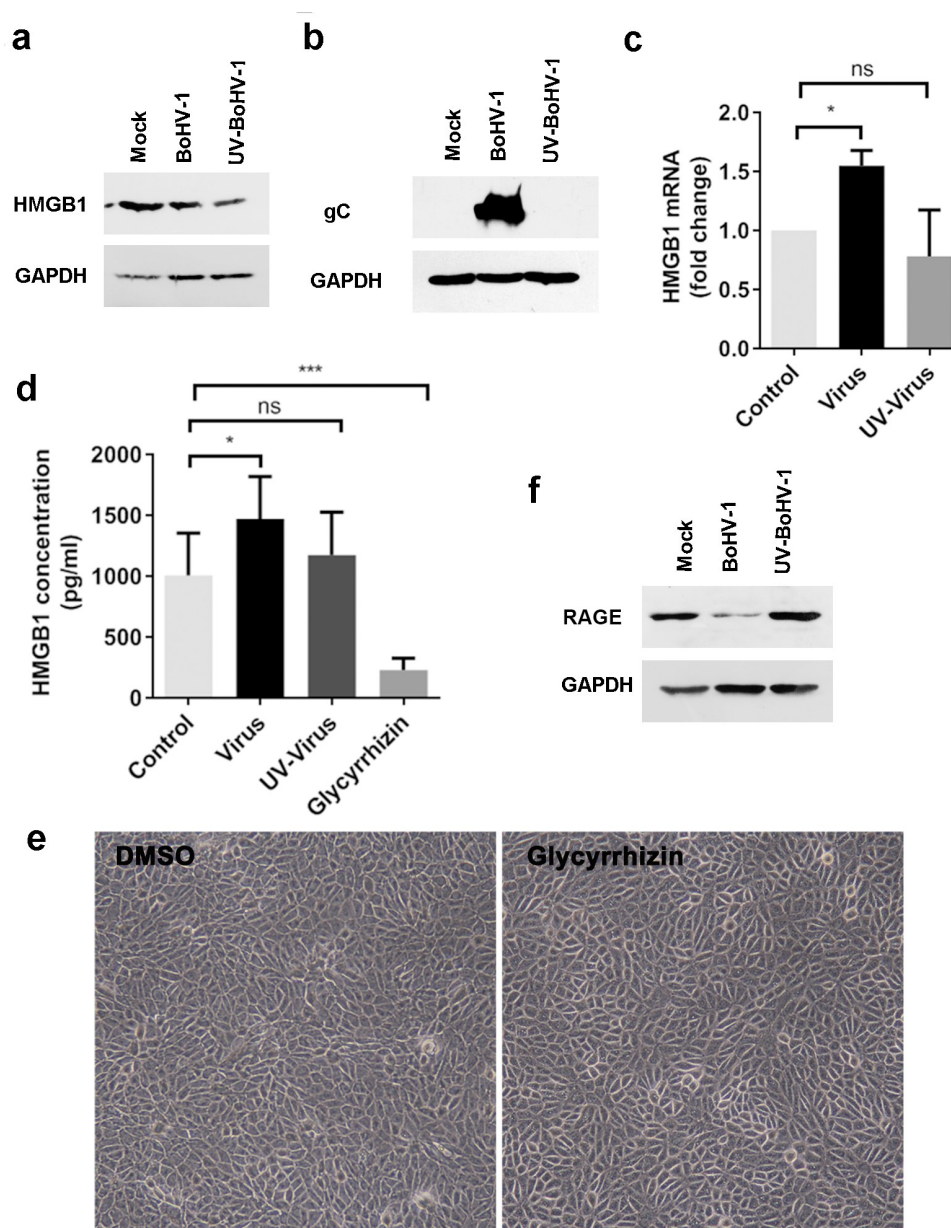 a
Mock
BoHV-1
UV-BoHV-1
HMGB1
GAPDH
b
Mock
BoHV-1
UV-BoHV-1
gC
GAPDH
c
ns
*
2.0
1.5
1.0
0.5
0.0
HMGB1 mRNA
(fold change)
Control
Virus
UV-Virus
d
***
ns
*
2000
1500
1000
500
0
HMGB1 concentration
(pg/ml)
Control
Virus
UV-Virus
Glycyrrhizin
f
Mock
BoHV-1
UV-BoHV-1
RAGE
GAPDH
e
DMSO
Glycyrrhizin